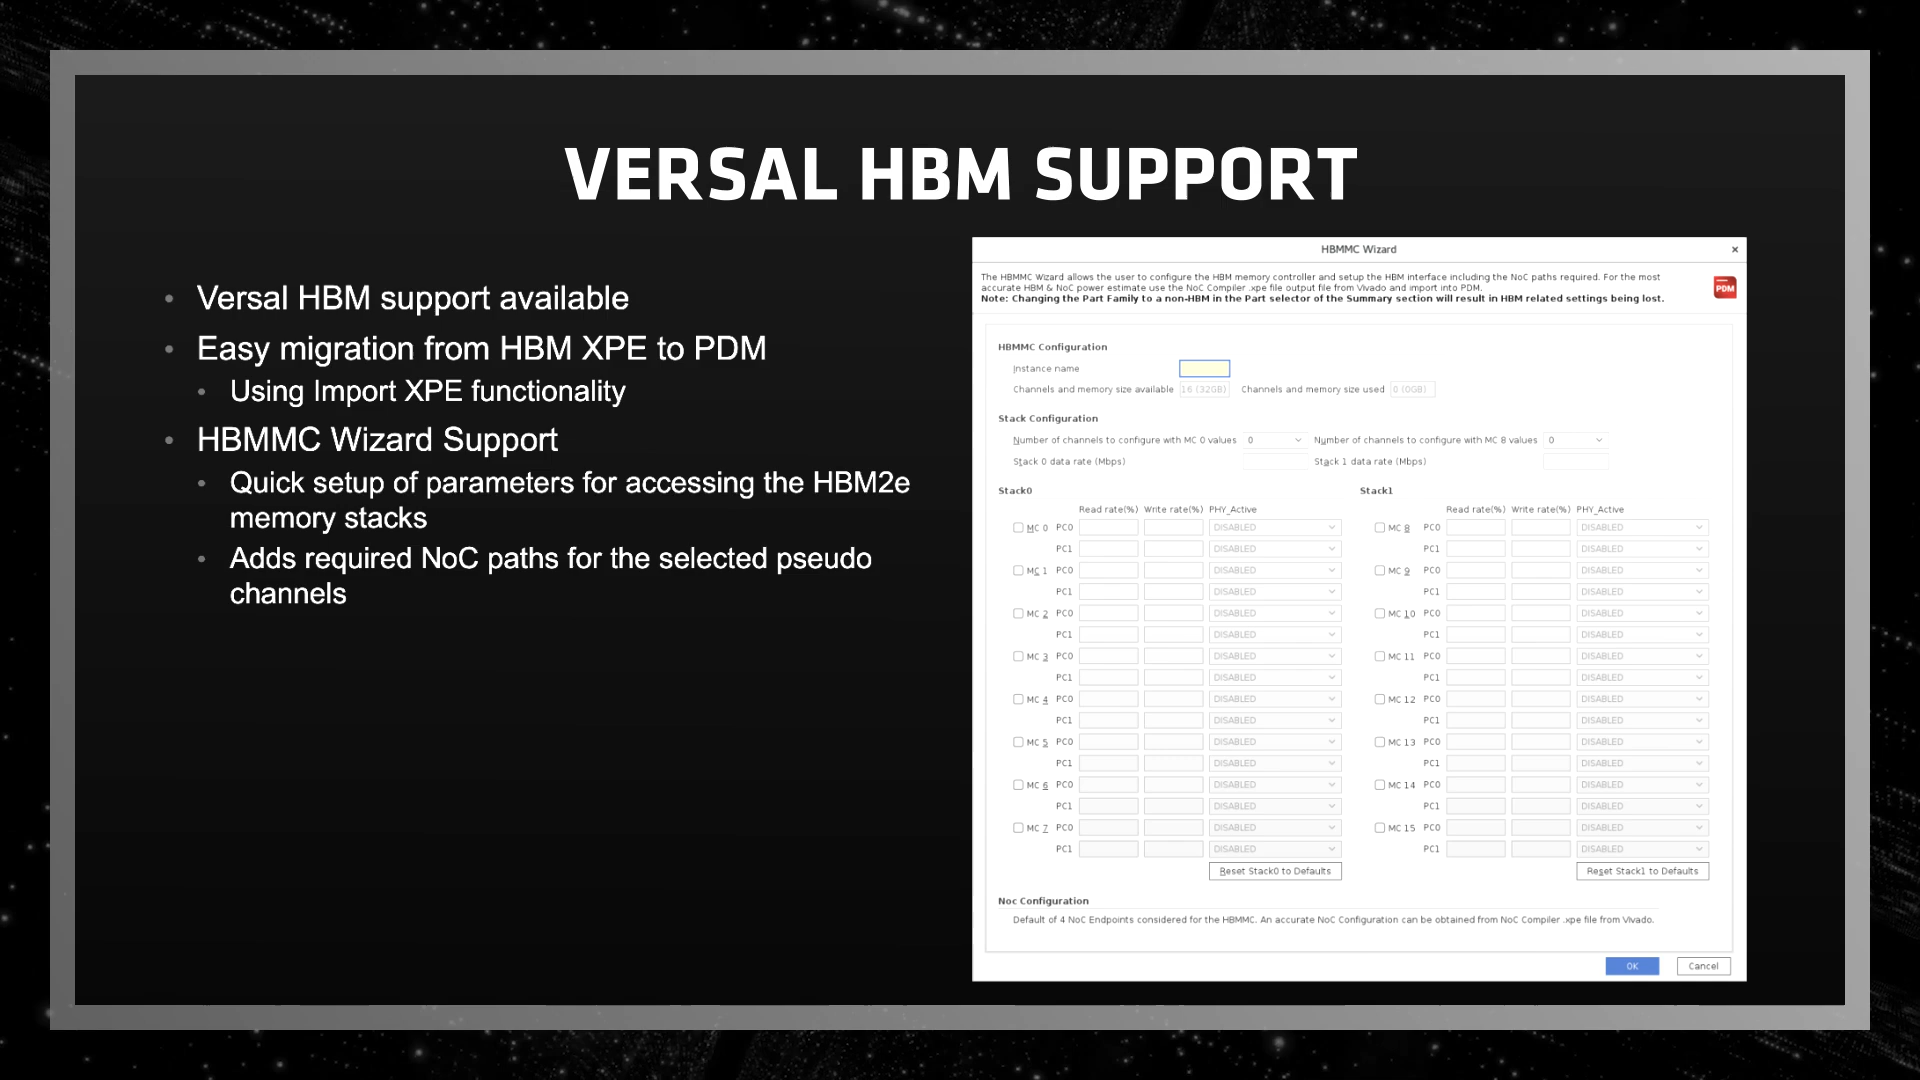 VERSAL HBM SUPPORT
• Versal HBM support available
• Easy migration from HBM XPE to PDM
• Using Import XPE functionality
• HBMMC Wizard Support
• Quick setup of parameters for accessing the HBM2e
memory stacks
• Adds required NoC paths for the selected pseudo
channels
HBMMC Wizard ×
The HBMMC Wizard allows the user to configure the HBM memory controller and setup the HBM interface including the NoC paths required. For the most
accurate HBM & NoC power estimate use the NoC Compiler .xpe file output file from Vivado and import into PDM.
Note: Changing the Part Family to a non-HBM in the Part selector of the Summary section will result in HBM related settings being lost.
PDM
HBMMC Configuration
Instance name
Channels and memory size available 16 (32GB) Channels and memory size used 0 (0GB)
Stack Configuration
Number of channels to configure with MC 0 values 0 Number of channels to configure with MC 8 values 0
Stack 0 data rate (Mbps) Stack 1 data rate (Mbps)
Stack0 Stack1
Read rate(%) Write rate(%) PHY_Active Read rate(%) Write rate(%) PHY_Active
MC 0 PC0 DISABLED MC 8 PC0 DISABLED
PC1 DISABLED PC1 DISABLED
MC 1 PC0 DISABLED MC 9 PC0 DISABLED
PC1 DISABLED PC1 DISABLED
MC 2 PC0 DISABLED MC 10 PC0 DISABLED
PC1 DISABLED PC1 DISABLED
MC 3 PC0 DISABLED MC 11 PC0 DISABLED
PC1 DISABLED PC1 DISABLED
MC 4 PC0 DISABLED MC 12 PC0 DISABLED
PC1 DISABLED PC1 DISABLED
MC 5 PC0 DISABLED MC 13 PC0 DISABLED
PC1 DISABLED PC1 DISABLED
MC 6 PC0 DISABLED MC 14 PC0 DISABLED
PC1 DISABLED PC1 DISABLED
MC 7 PC0 DISABLED MC 15 PC0 DISABLED
PC1 DISABLED PC1 DISABLED
Reset Stack0 to Defaults Reset Stack1 to Defaults
Noc Configuration
Default of 4 NoC Endpoints considered for the HBMMC. An accurate NoC Configuration can be obtained from NoC Compiler .xpe file from Vivado.
OK Cancel